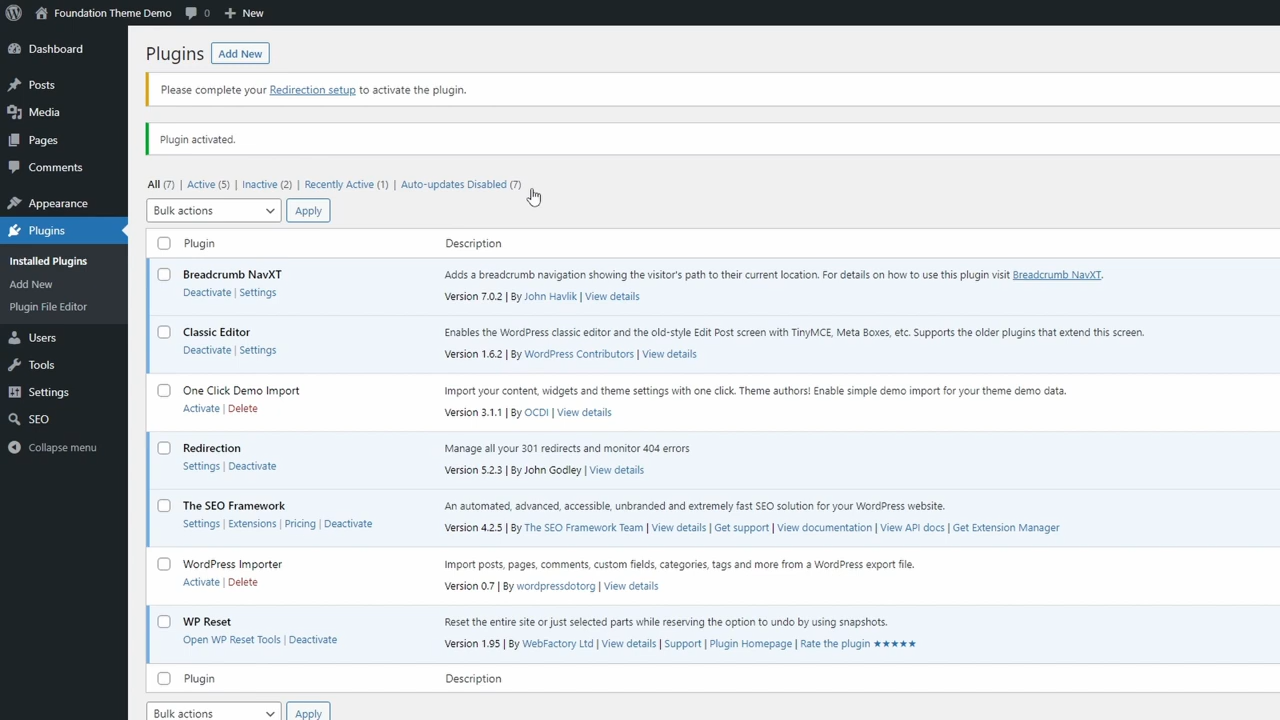 Foundation Theme Demo 0 New
Dashboard
Posts
Media
Pages
Comments
Appearance
Plugins
Installed Plugins
Add New
Plugin File Editor
Users
Tools
Settings
SEO
Collapse menu
Plugins Add New
Please complete your Redirection setup to activate the plugin.
Plugin activated.
All (7) | Active (5) | Inactive (2) | Recently Active (1) | Auto-updates Disabled (7)
Bulk actions Apply
Plugin Description
Breadcrumb NavXT
Deactivate | Settings
Adds a breadcrumb navigation showing the visitor's path to their current location. For details on how to use this plugin visit Breadcrumb NavXT.
Version 7.0.2 | By John Havlik | View details
Classic Editor
Deactivate | Settings
Enables the WordPress classic editor and the old-style Edit Post screen with TinyMCE, Meta Boxes, etc. Supports the older plugins that extend this screen.
Version 1.6.2 | By WordPress Contributors | View details
One Click Demo Import
Activate | Delete
Import your content, widgets and theme settings with one click. Theme authors! Enable simple demo import for your theme demo data.
Version 3.1.1 | By OCDI | View details
Redirection
Settings | Deactivate
Manage all your 301 redirects and monitor 404 errors
Version 5.2.3 | By John Godley | View details
The SEO Framework
Settings | Extensions | Pricing | Deactivate
An automated, advanced, accessible, unbranded and extremely fast SEO solution for your WordPress website.
Version 4.2.5 | By The SEO Framework Team | View details | Get support | View documentation | View API docs | Get Extension Manager
WordPress Importer
Activate | Delete
Import posts, pages, comments, custom fields, categories, tags and more from a WordPress export file.
Version 0.7 | By wordpressdotorg | View details
WP Reset
Open WP Reset Tools | Deactivate
Reset the entire site or just selected parts while reserving the option to undo by using snapshots.
Version 1.95 | By WebFactory Ltd | View details | Support | Plugin Homepage | Rate the plugin ★★★★★
Plugin Description
Bulk actions Apply